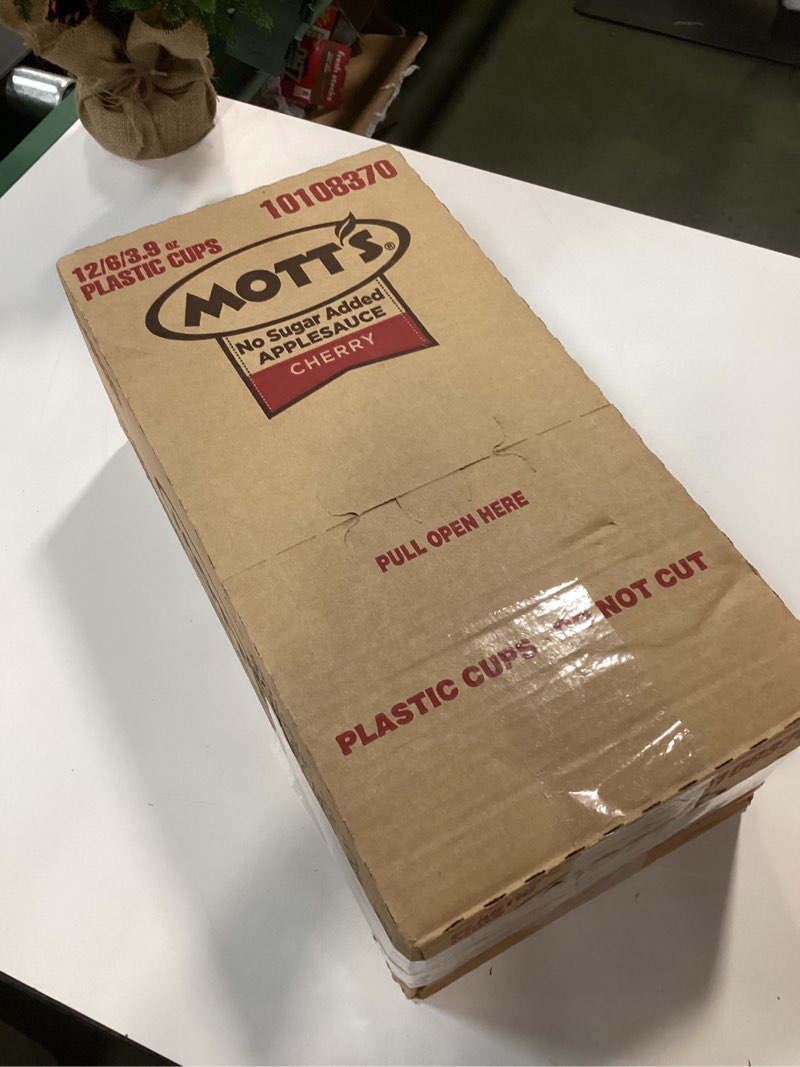 10108370
12/6/3.9 oz
PLASTIC CUPS
MOTT'S®
No Sugar Added
APPLESAUCE
CHERRY
PULL OPEN HERE
PLASTIC CUPS NOT CUT